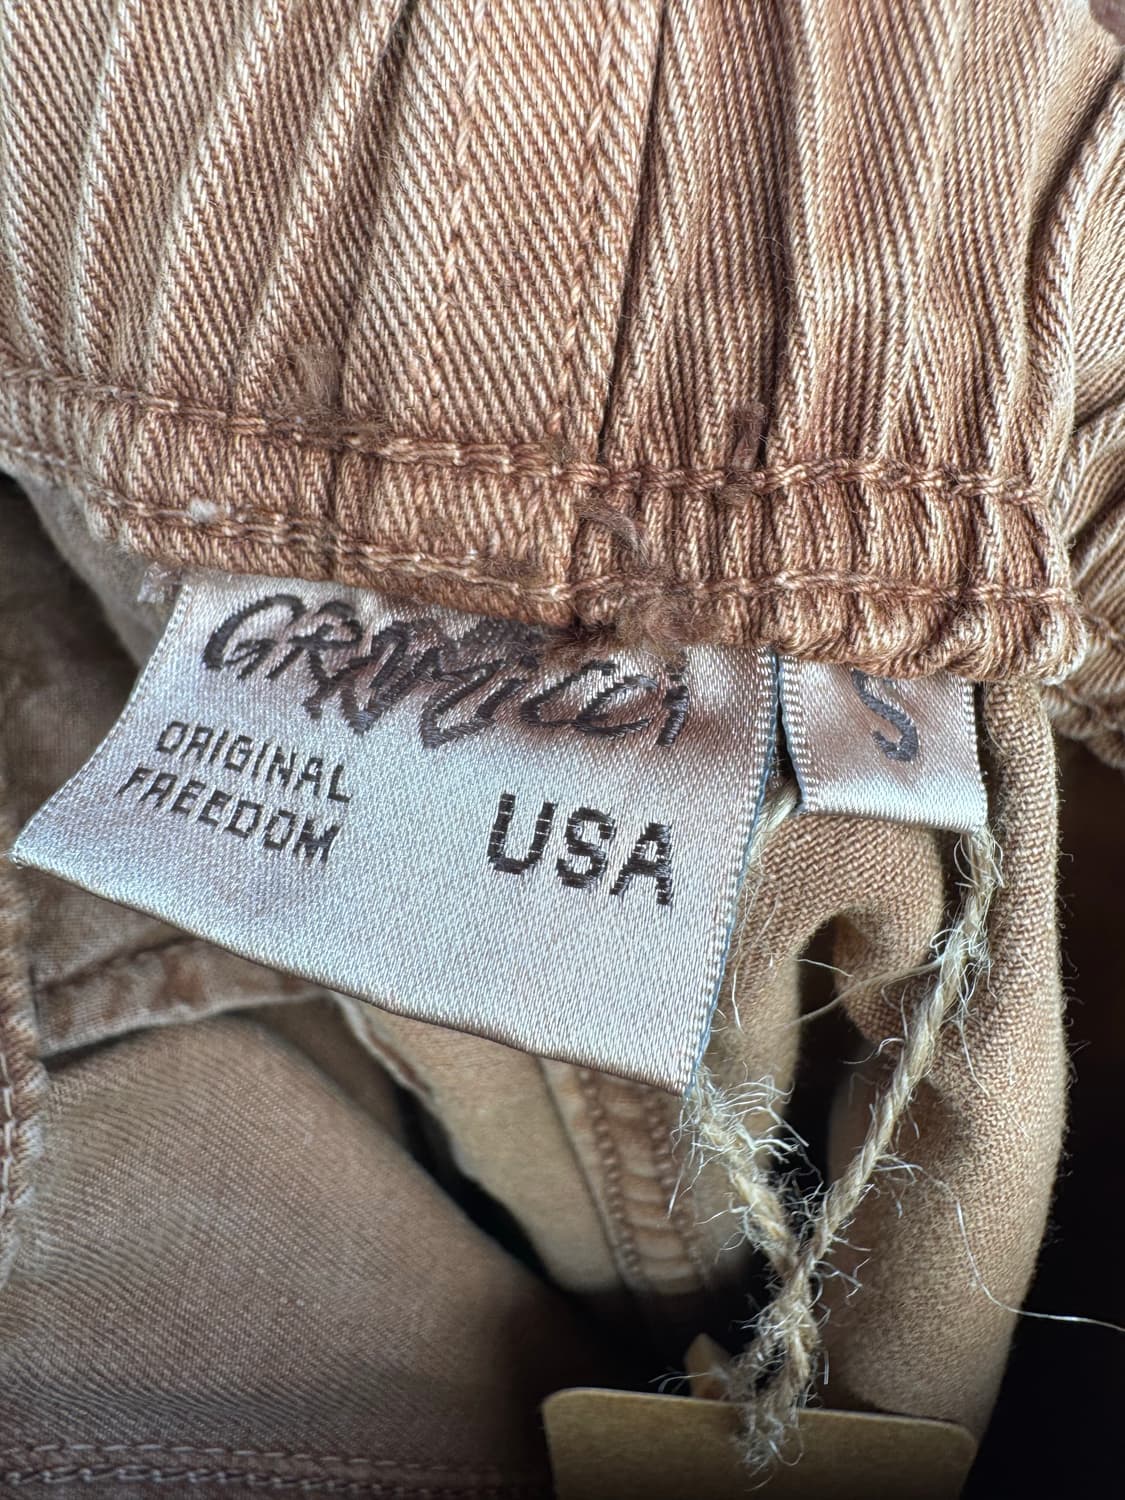 GRAMiCCi
S
ORIGINAL
FREEDOM
USA